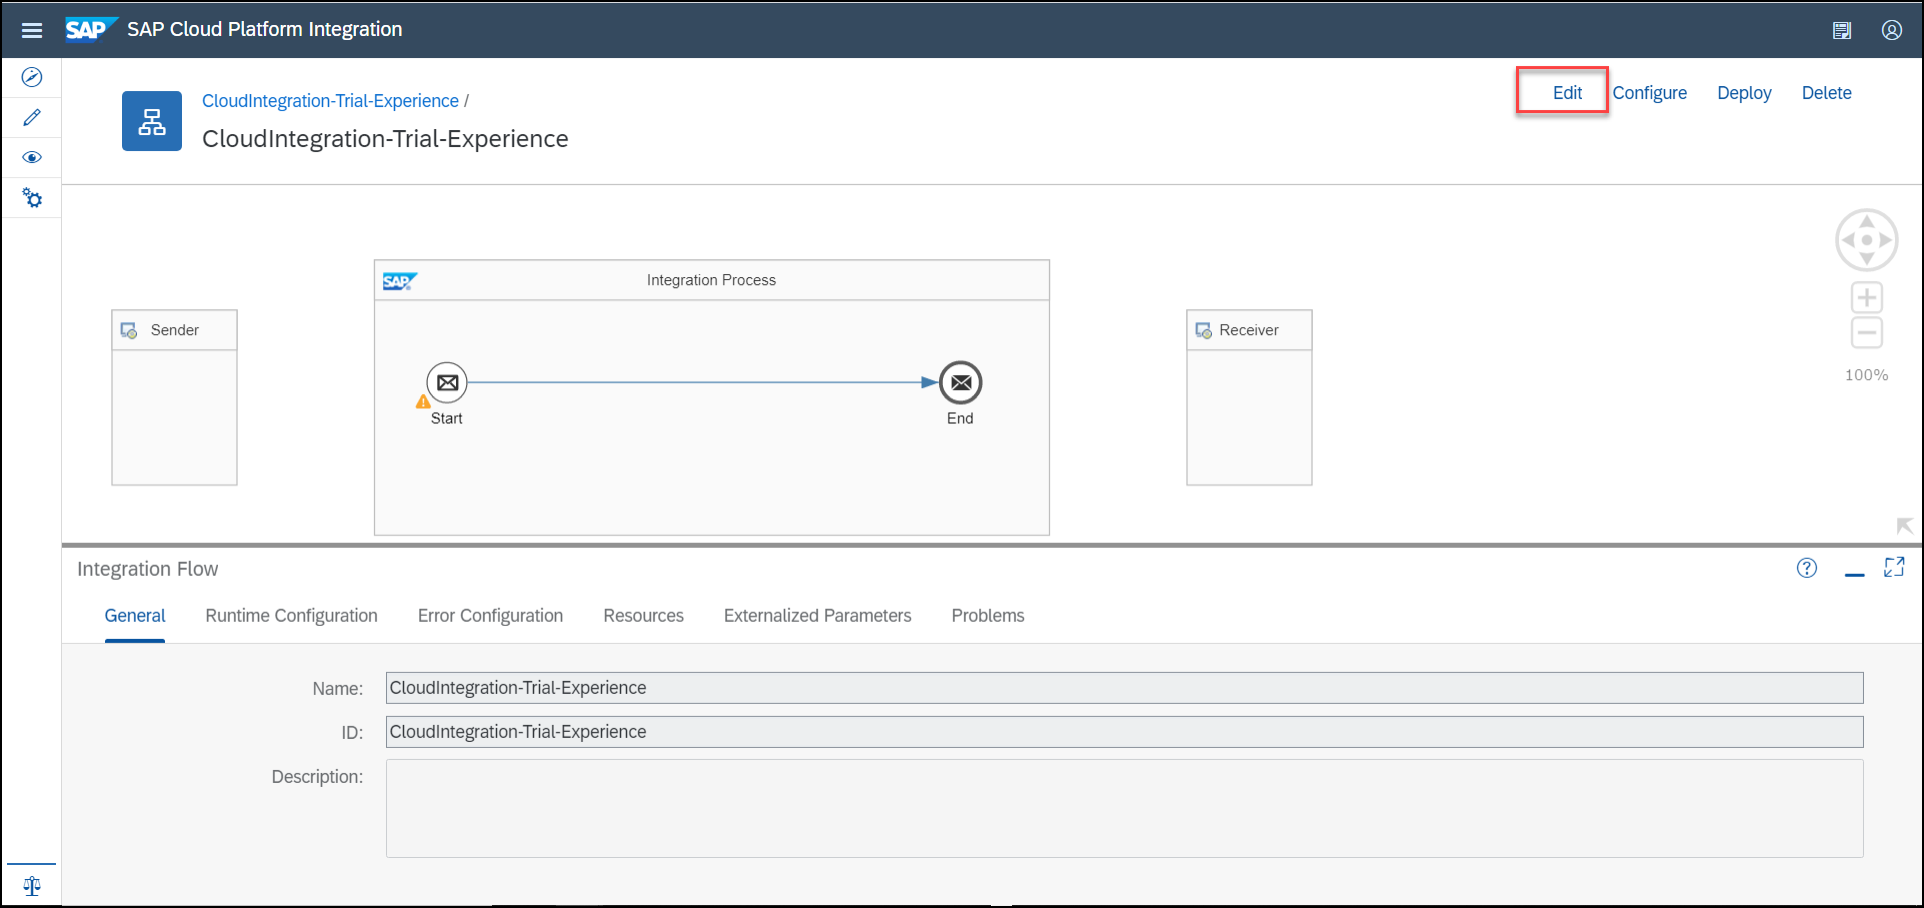 SAP SAP Cloud Platform Integration
CloudIntegration-Trial-Experience /
CloudIntegration-Trial-Experience
Edit Configure Deploy Delete
SAP Integration Process
Sender
Receiver
Start
End
100%
Integration Flow
General Runtime Configuration Error Configuration Resources Externalized Parameters Problems
Name: CloudIntegration-Trial-Experience
ID: CloudIntegration-Trial-Experience
Description: